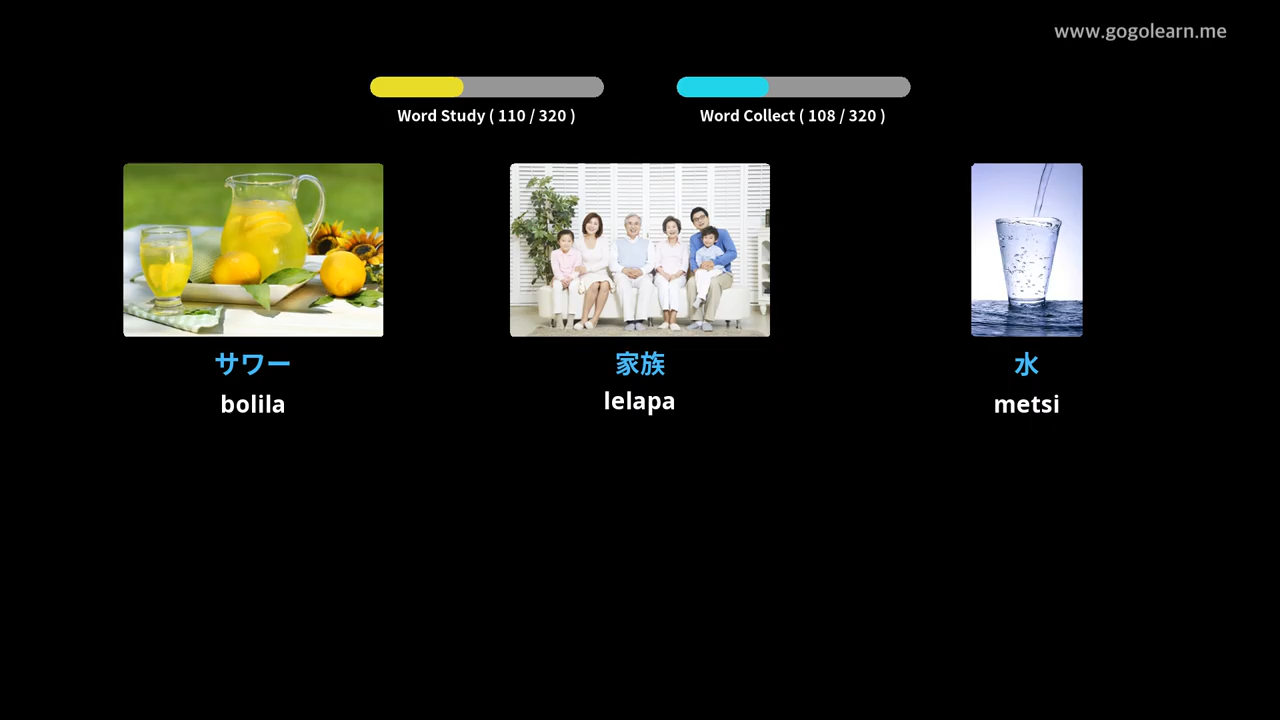 www.gogolearn.me
Word Study ( 110 / 320 )
Word Collect ( 108 / 320 )
サワー
bolila
家族
lelapa
水
metsi